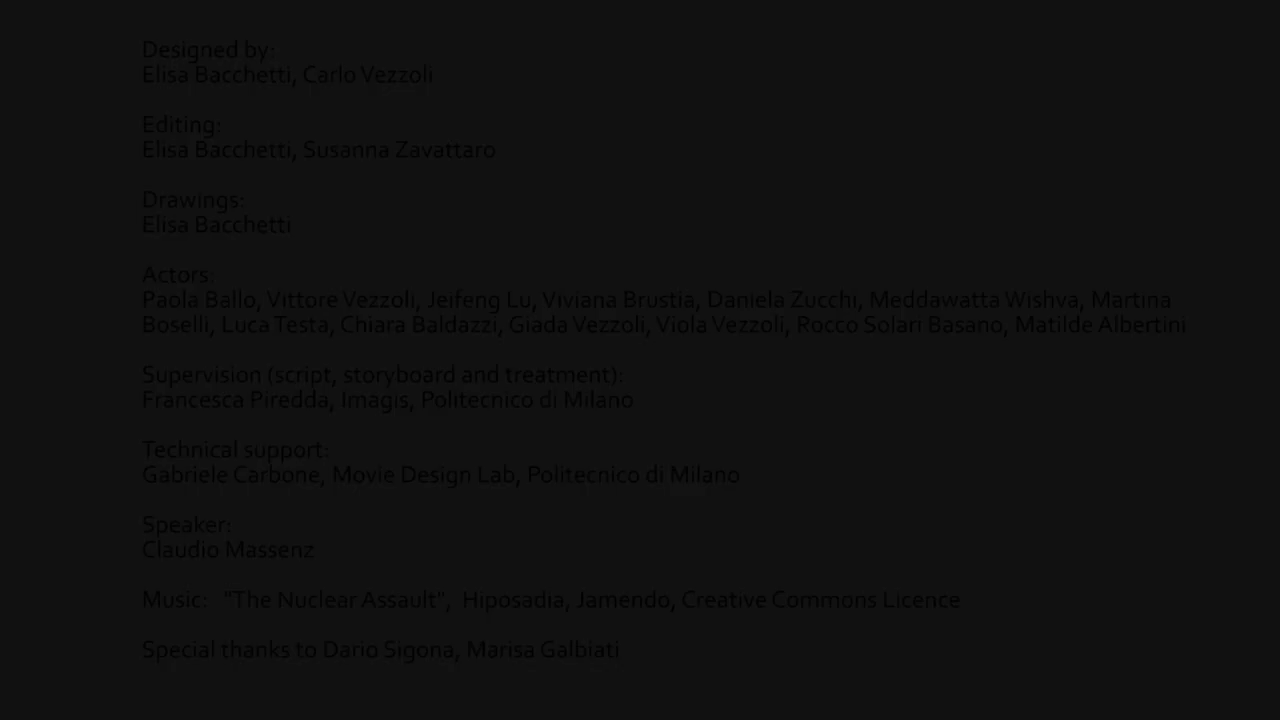 Designed by:
Elisa Bacchetti, Carlo Vezzoli
Editing:
Elisa Bacchetti, Susanna Zavattaro
Drawings:
Elisa Bacchetti
Actors:
Paola Ballo, Vittore Vezzoli, Jeifeng Lu, Viviana Brustia, Daniela Zucchi, Meddawatta Wishva, Martina
Boselli, Luca Testa, Chiara Baldazzi, Giada Vezzoli, Viola Vezzoli, Rocco Solari Basano, Matilde Albertini
Supervision (script, storyboard and treatment):
Francesca Piredda, Imagis, Politecnico di Milano
Technical support:
Gabriele Carbone, Movie Design Lab, Politecnico di Milano
Speaker:
Claudio Massenz
Music: "The Nuclear Assault", Hiposadia, Jamendo, Creative Commons Licence
Special thanks to Dario Sigona, Marisa Galbiati